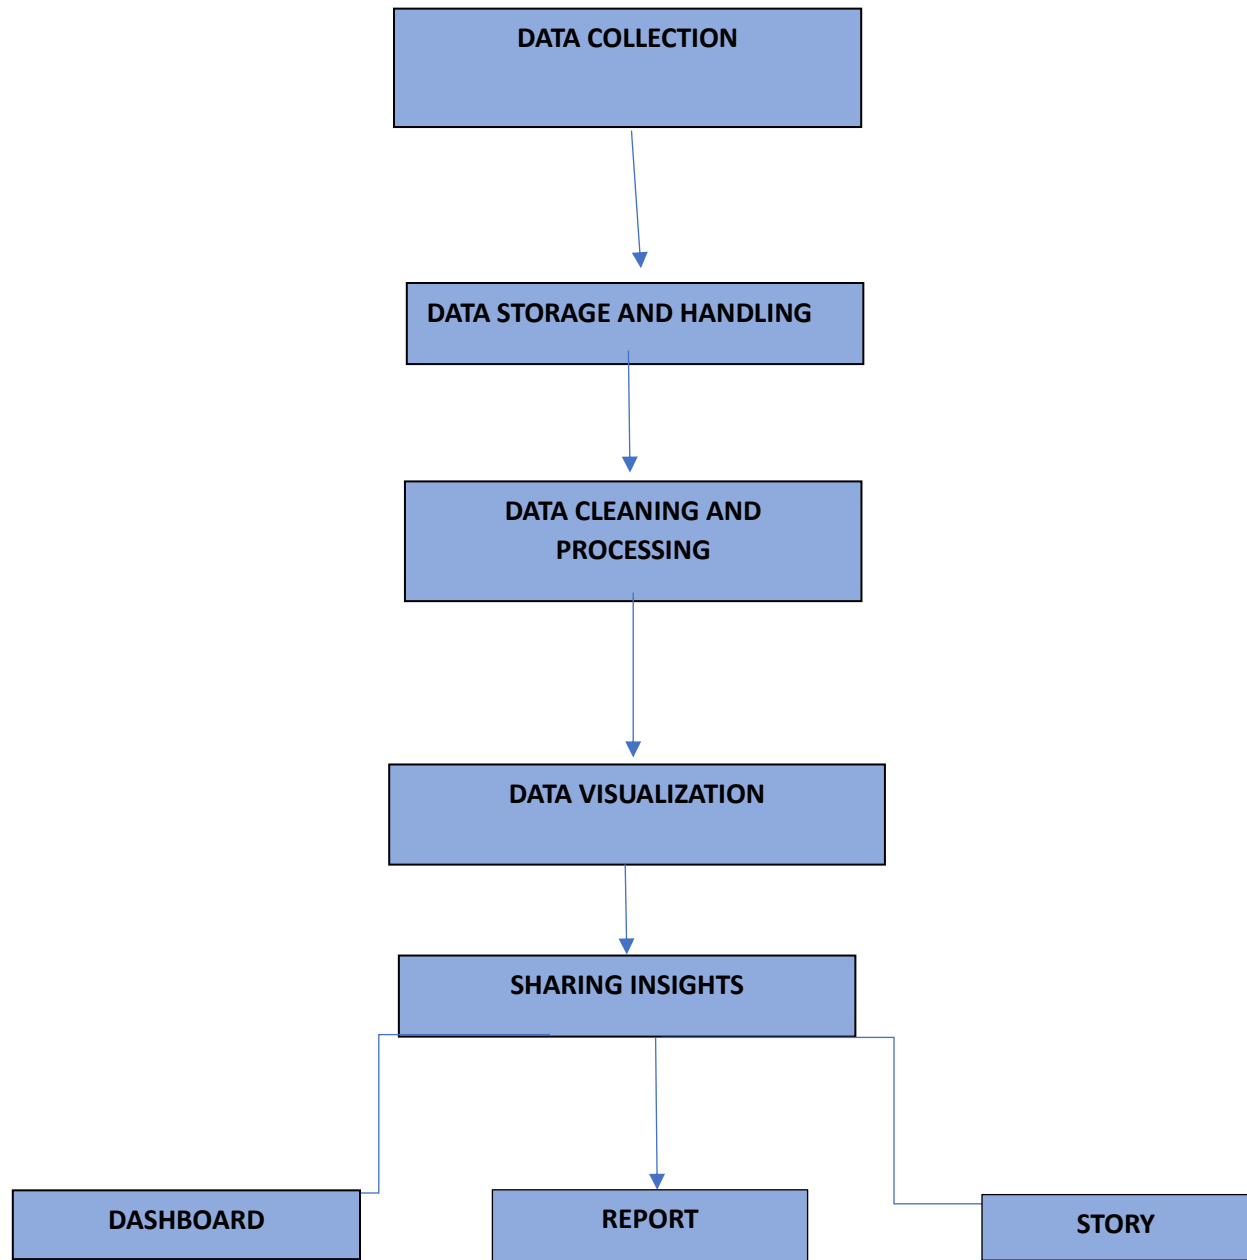 DATA COLLECTION
DATA STORAGE AND HANDLING
DATA CLEANING AND
PROCESSING
DATA VISUALIZATION
SHARING INSIGHTS
DASHBOARD
REPORT
STORY